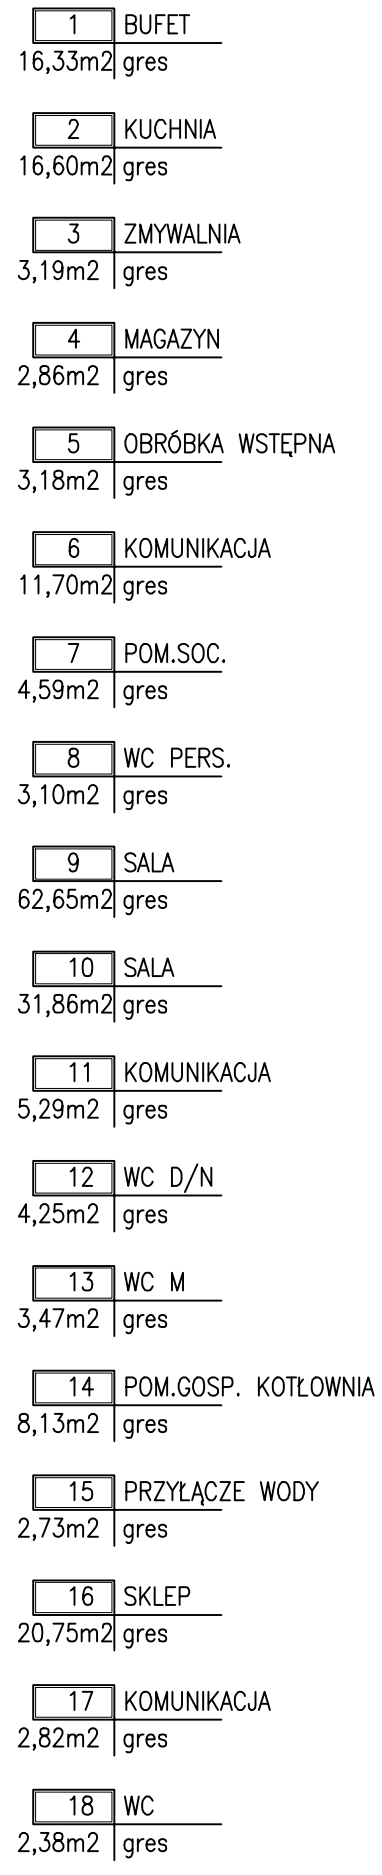 1 BUFET
16,33m2 gres
2 KUCHNIA
16,60m2 gres
3 ZMYWALNIA
3,19m2 gres
4 MAGAZYN
2,86m2 gres
5 OBRÓBKA WSTĘPNA
3,18m2 gres
6 KOMUNIKACJA
11,70m2 gres
7 POM.SOC.
4,59m2 gres
8 WC PERS.
3,10m2 gres
9 SALA
62,65m2 gres
10 SALA
31,86m2 gres
11 KOMUNIKACJA
5,29m2 gres
12 WC D/N
4,25m2 gres
13 WC M
3,47m2 gres
14 POM.GOSP. KOTŁOWNIA
8,13m2 gres
15 PRZYŁĄCZE WODY
2,73m2 gres
16 SKLEP
20,75m2 gres
17 KOMUNIKACJA
2,82m2 gres
18 WC
2,38m2 gres